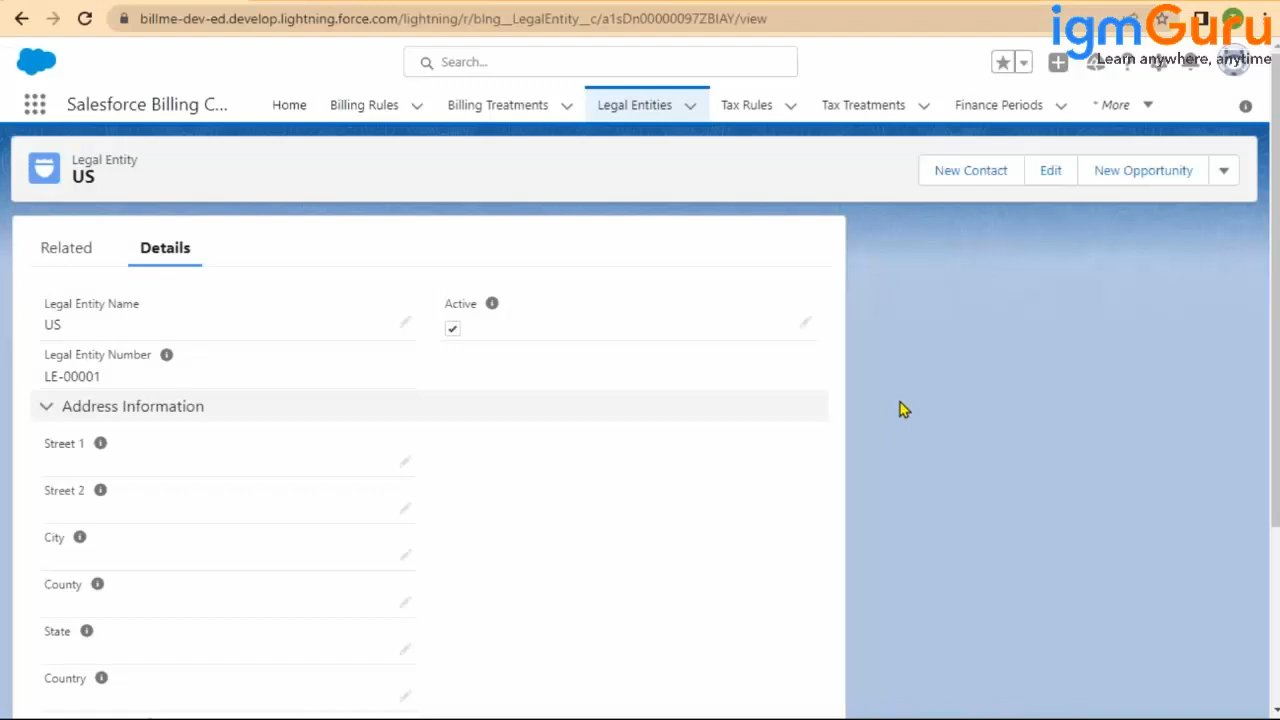 billme-dev-ed.develop.lightning.force.com/lightning/r/blng__LegalEntity__c/a1sDn00000097ZBIAY/view
igmGuru
Learn anywhere, anytime
Search...
Salesforce Billing C... Home Billing Rules Billing Treatments Legal Entities Tax Rules Tax Treatments Finance Periods * More
Legal Entity
US
New Contact Edit New Opportunity
Related Details
Legal Entity Name Active
US
Legal Entity Number
LE-00001
Address Information
Street 1
Street 2
City
County
State
Country